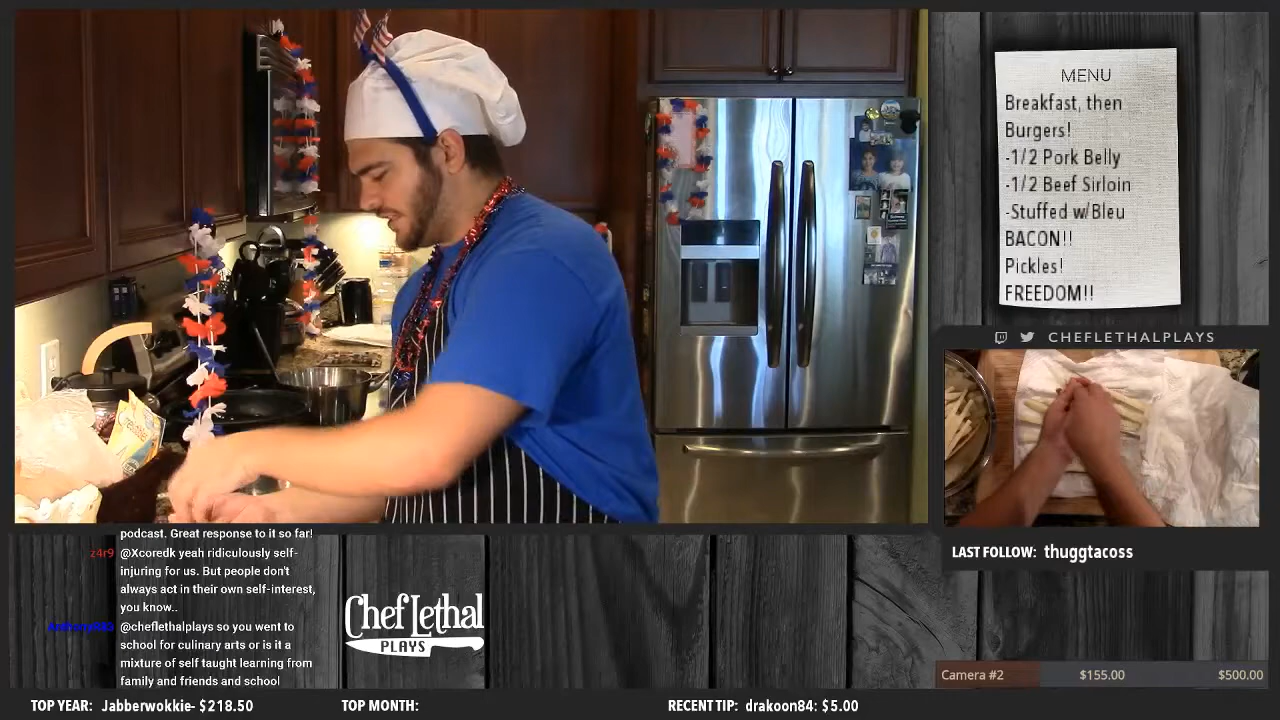 MENU
Breakfast, then
Burgers!
-1/2 Pork Belly
-1/2 Beef Sirloin
-Stuffed w/Bleu
BACON!!
Pickles!
FREEDOM!!
CHEFLETHALPLAYS
LAST FOLLOW: thuggtacoss
podcast. Great response to it so far!
z4r9 @Xcoredk yeah ridiculously self-
injuring for us. But people don't
always act in their own self-interest,
you know..
@cheflethalplays so you went to
school for culinary arts or is it a
mixture of self taught learning from
family and friends and school
Chef Lethal
PLAYS
Camera #2 $155.00 $500.00
TOP YEAR: Jabberwokkie- $218.50
TOP MONTH:
RECENT TIP: drakoon84: $5.00